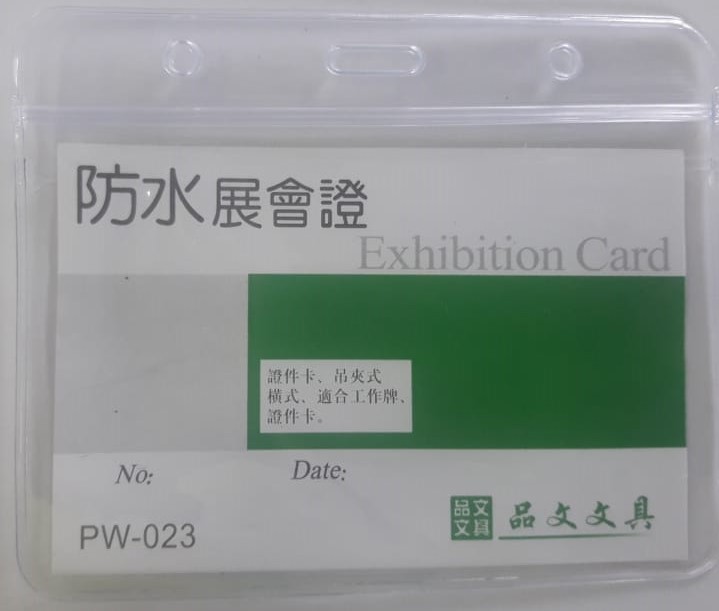 防水展會證
Exhibition Card
證件卡、吊夾式
橫式、適合工作牌、
證件卡。
No:
Date:
PW-023
品文
文具
品文文具